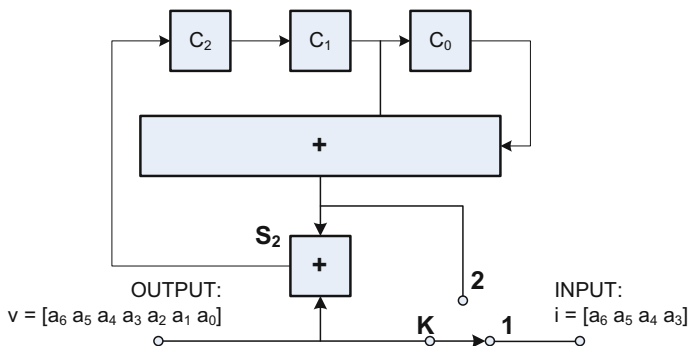 C₂
C₁
C₀
+
S₂
+
2
OUTPUT:
v = [a₆ a₅ a₄ a₃ a₂ a₁ a₀]
K
1
INPUT:
i = [a₆ a₅ a₄ a₃]